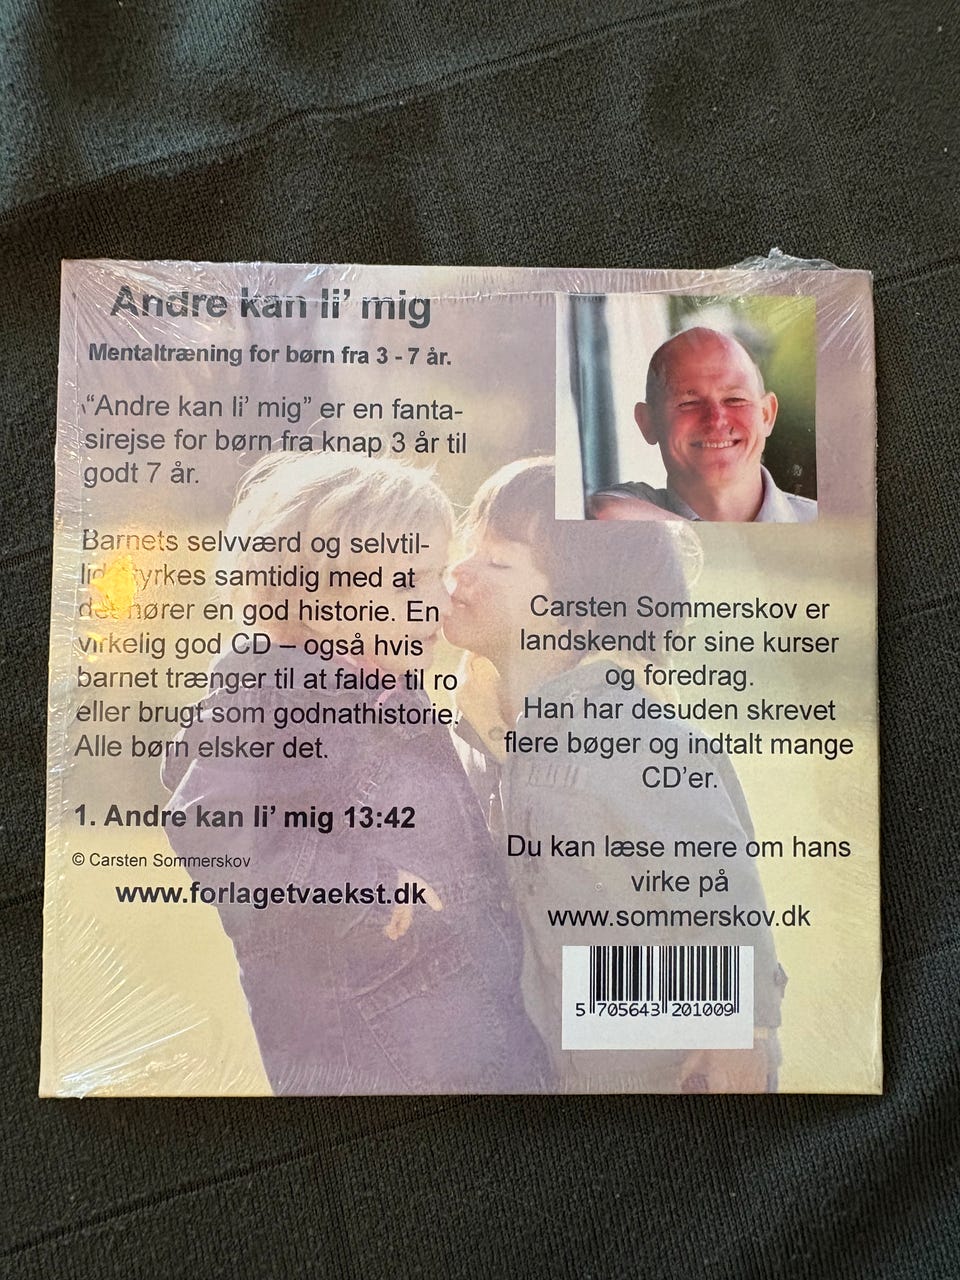 Andre kan li' mig
Mentaltræning for børn fra 3 - 7 år.
"Andre kan li' mig" er en fanta-
sirejse for børn fra knap 3 år til
godt 7 år.
Barnets selvværd og selvtil-
lid styrkes samtidig med at
det hører en god historie. En
virkelig god CD – også hvis
barnet trænger til at falde til ro
eller brugt som godnathistorie.
Alle børn elsker det.
1. Andre kan li' mig 13:42
© Carsten Sommerskov
www.forlagetvaekst.dk
Carsten Sommerskov er
landskendt for sine kurser
og foredrag.
Han har desuden skrevet
flere bøger og indtalt mange
CD'er.
Du kan læse mere om hans
virke på
www.sommerskov.dk
5 705643 201009